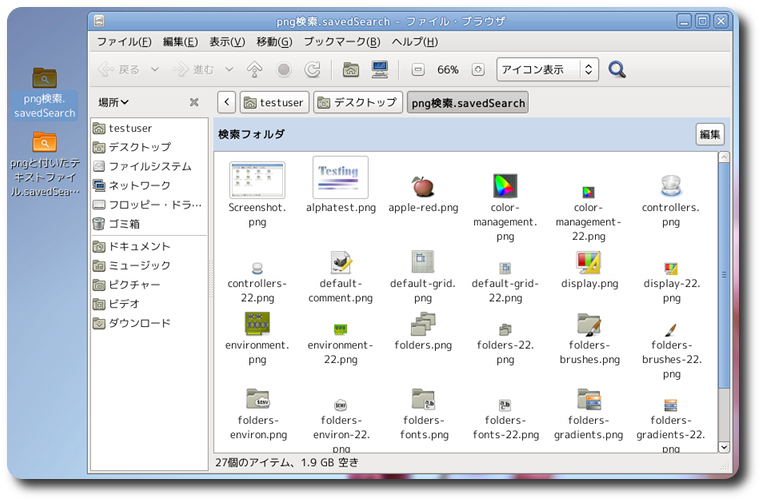 png検索.
savedSearch
pngと付いたテ
キストファイ
ル.savedSea…
png検索.savedSearch - ファイル・ブラウザ
ファイル(F) 編集(E) 表示(V) 移動(G) ブックマーク(B) ヘルプ(H)
戻る 進む 66% アイコン表示
場所 testuser デスクトップ png検索.savedSearch
testuser
デスクトップ
ファイルシステム
ネットワーク
フロッピー・ドラ…
ゴミ箱
ドキュメント
ミュージック
ピクチャー
ビデオ
ダウンロード
検索フォルダ 編集
Screenshot.
png
alphatest.png
apple-red.png
color-
management.
png
color-
management-
22.png
controllers.
png
controllers-
22.png
default-
comment.png
default-grid.
png
default-grid-
22.png
display.png
display-22.
png
environment.
png
environment-
22.png
folders.png
folders-22.
png
folders-
brushes.png
folders-
brushes-22.
png
folders-
environ.png
folders-
environ-22.
png
folders-
fonts.png
folders-
fonts-22.png
folders-
gradients.png
folders-
gradients-22.
png
27個のアイテム、1.9 GB 空き